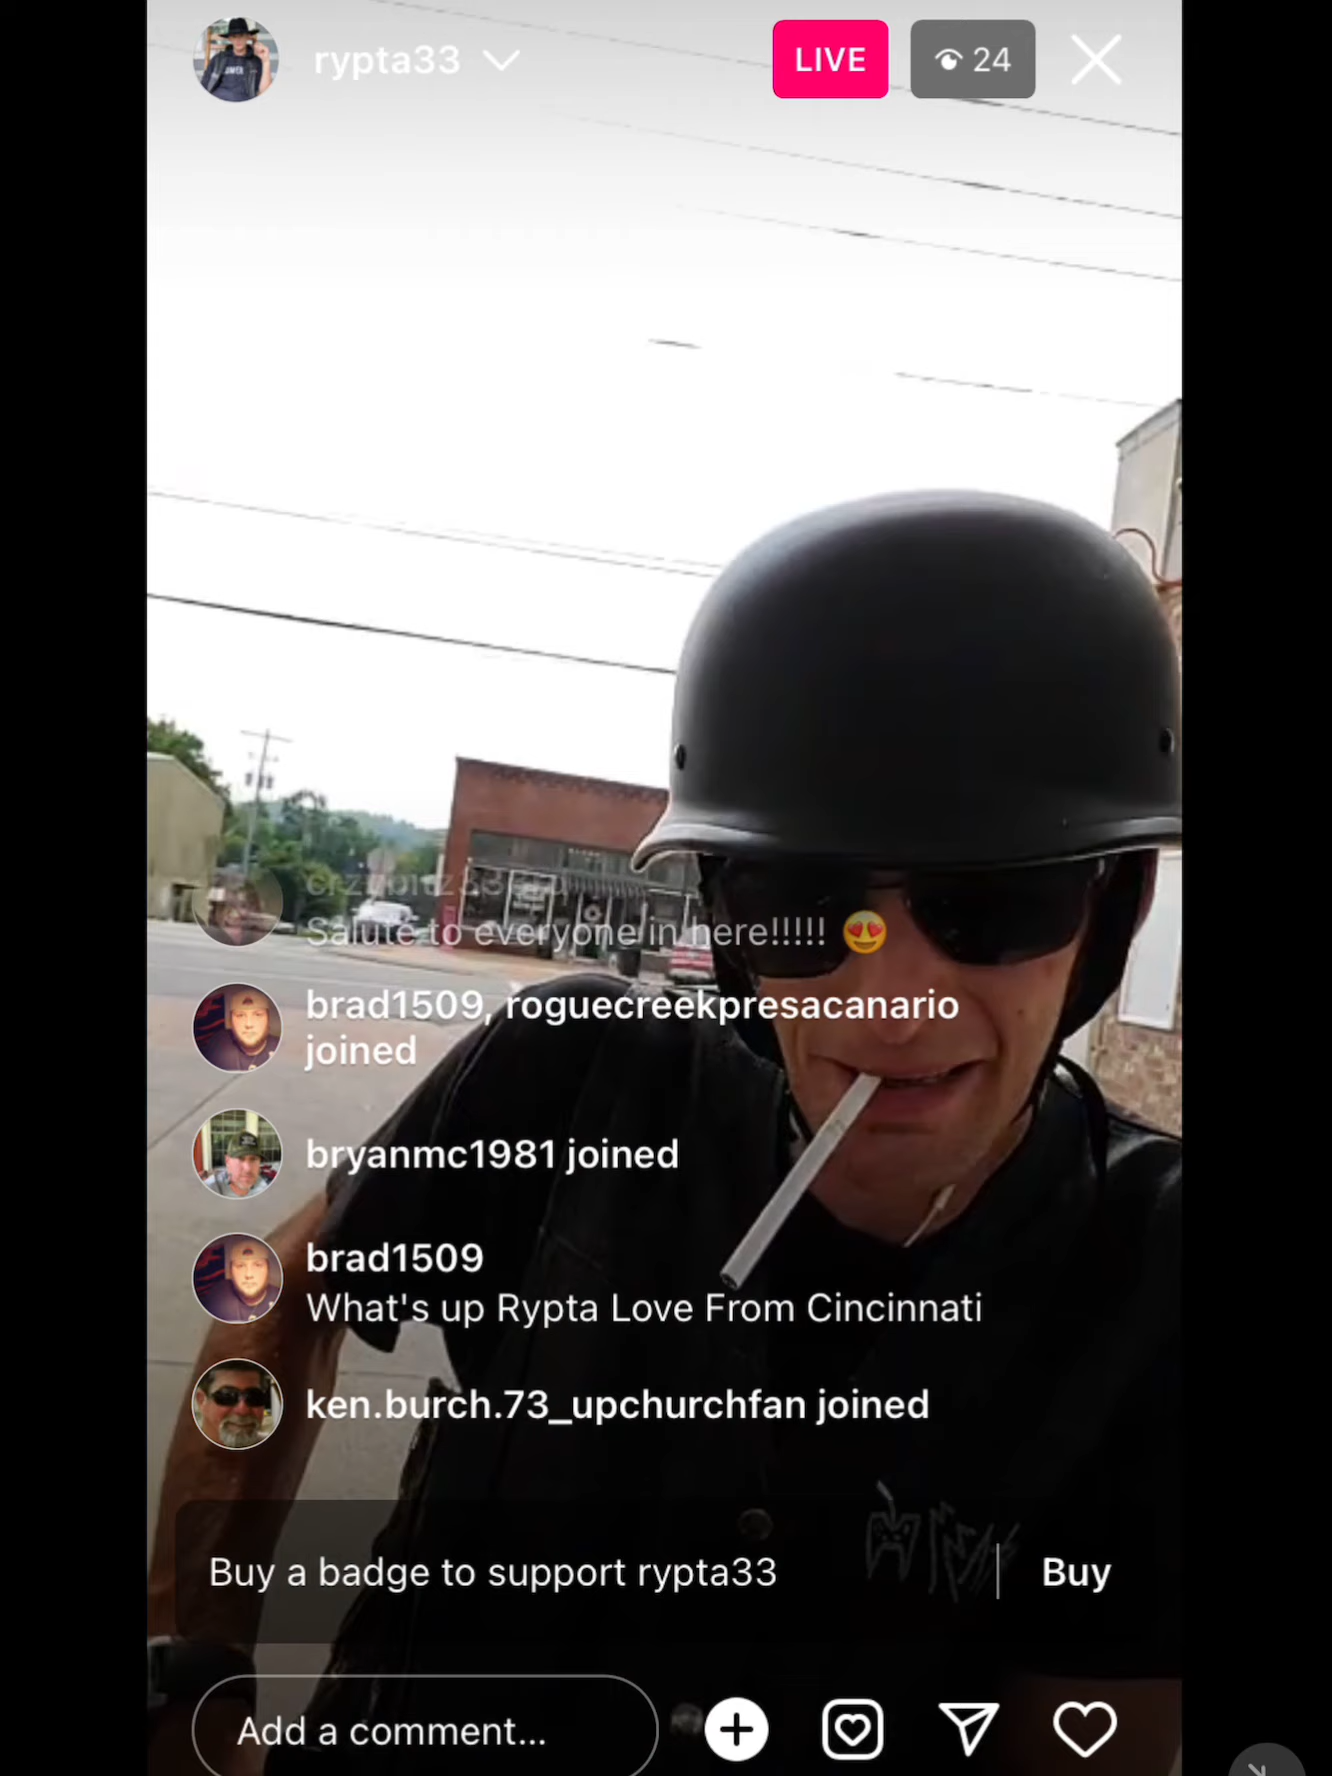 rypta33
LIVE
24
Salute to everyone in here!!!!! 😍
brad1509, roguecreekpresacanario
joined
bryanmc1981 joined
brad1509
What's up Rypta Love From Cincinnati
ken.burch.73_upchurchfan joined
Buy a badge to support rypta33
Buy
Add a comment...